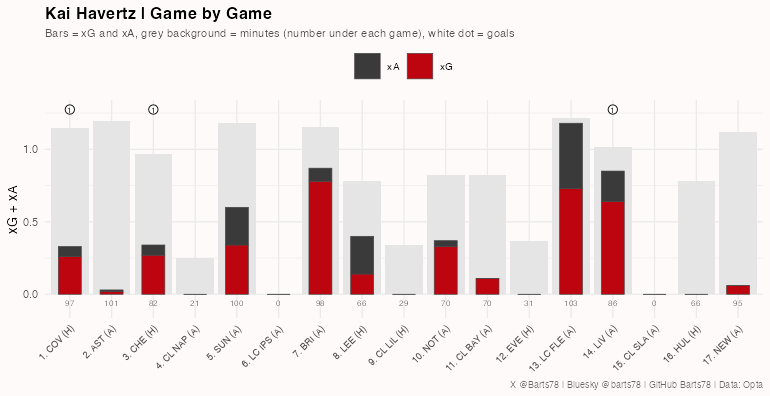 Kai Havertz | Game by Game
Bars = xG and xA, grey background = minutes (number under each game), white dot = goals
xA xG
1 1 1
xG + xA
1.0
0.5
0.0
97 101 82 21 100 0 98 66 29 70 70 31 103 86 0 66 95
1. COV (H) 2. AST (A) 3. CHE (H) 4. CL NAP (A) 5. SUN (A) 6. LC IPS (A) 7. BRI (A) 8. LEE (H) 9. CL LIL (H) 10. NOT (A) 11. CL BAY (A) 12. EVE (H) 13. LC FLE (A) 14. LIV (A) 15. CL SLA (A) 16. HUL (H) 17. NEW (A)
X @Barts78 | Bluesky @barts78 | GitHub Barts78 | Data: Opta